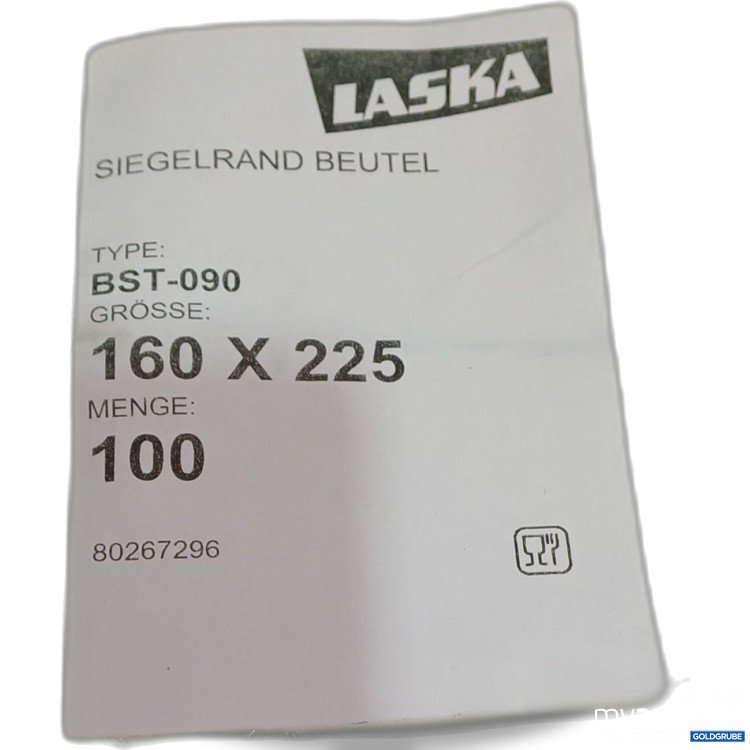 LASKA
SIEGELRAND BEUTEL
TYPE:
BST-090
GRÖSSE:
160 X 225
MENGE:
100
80267296
GOLDGRUBE